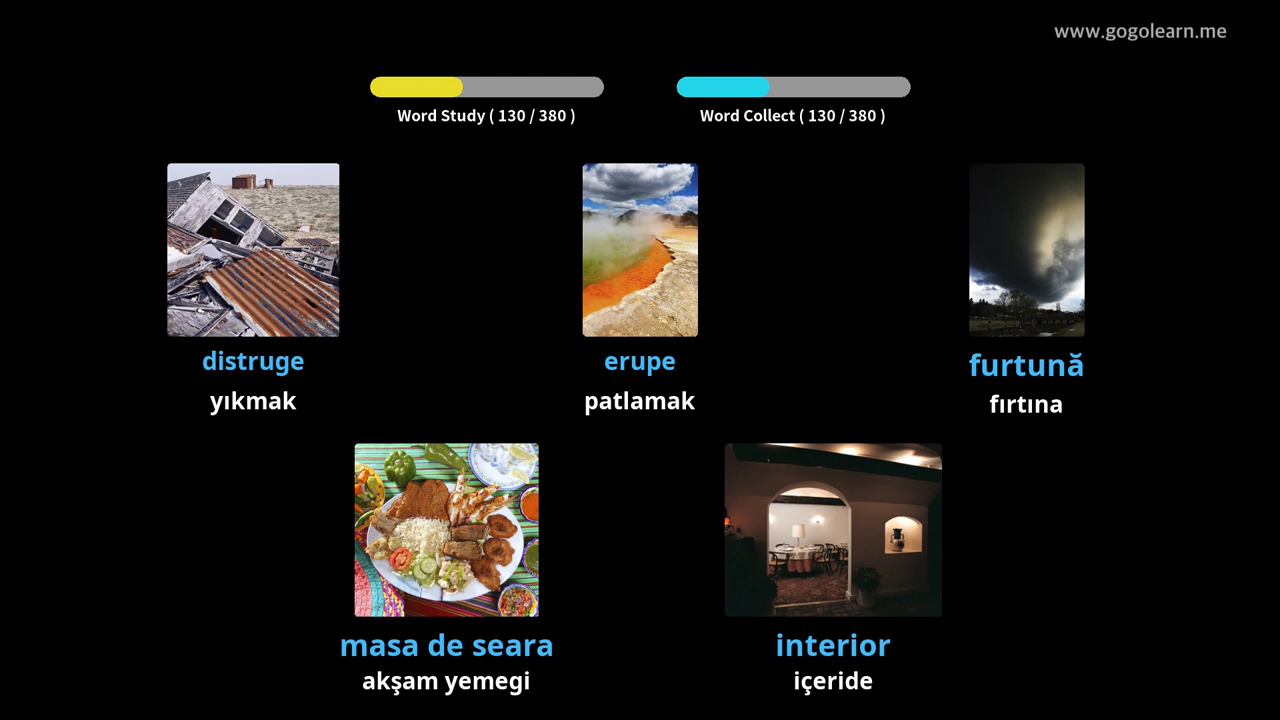 www.gogolearn.me
Word Study ( 130 / 380 )
Word Collect ( 130 / 380 )
distruge
yıkmak
erupe
patlamak
furtună
fırtına
masa de seara
akşam yemegi
interior
içeride